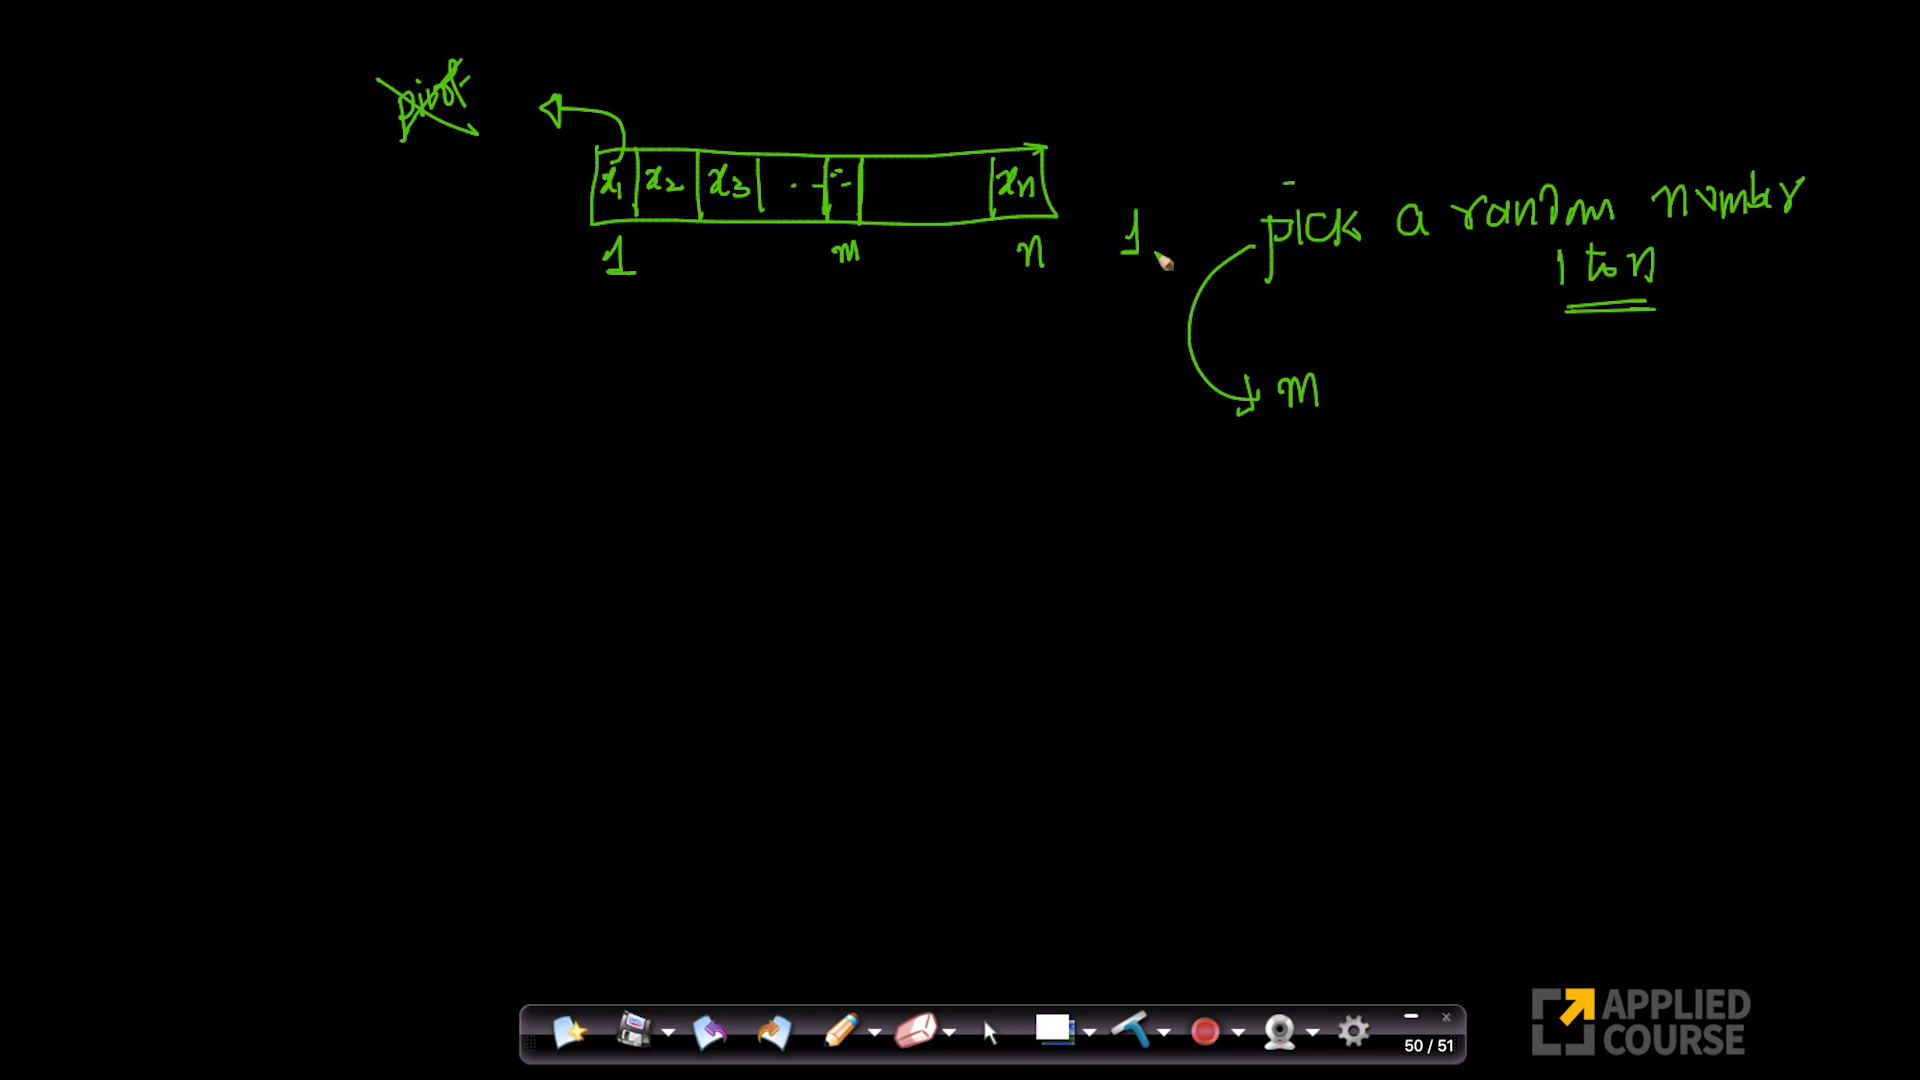 pivot
x1 x2 x3 . - - xn
1 m n
1 pick a random number
1 to n
m
50 / 51
APPLIED
COURSE